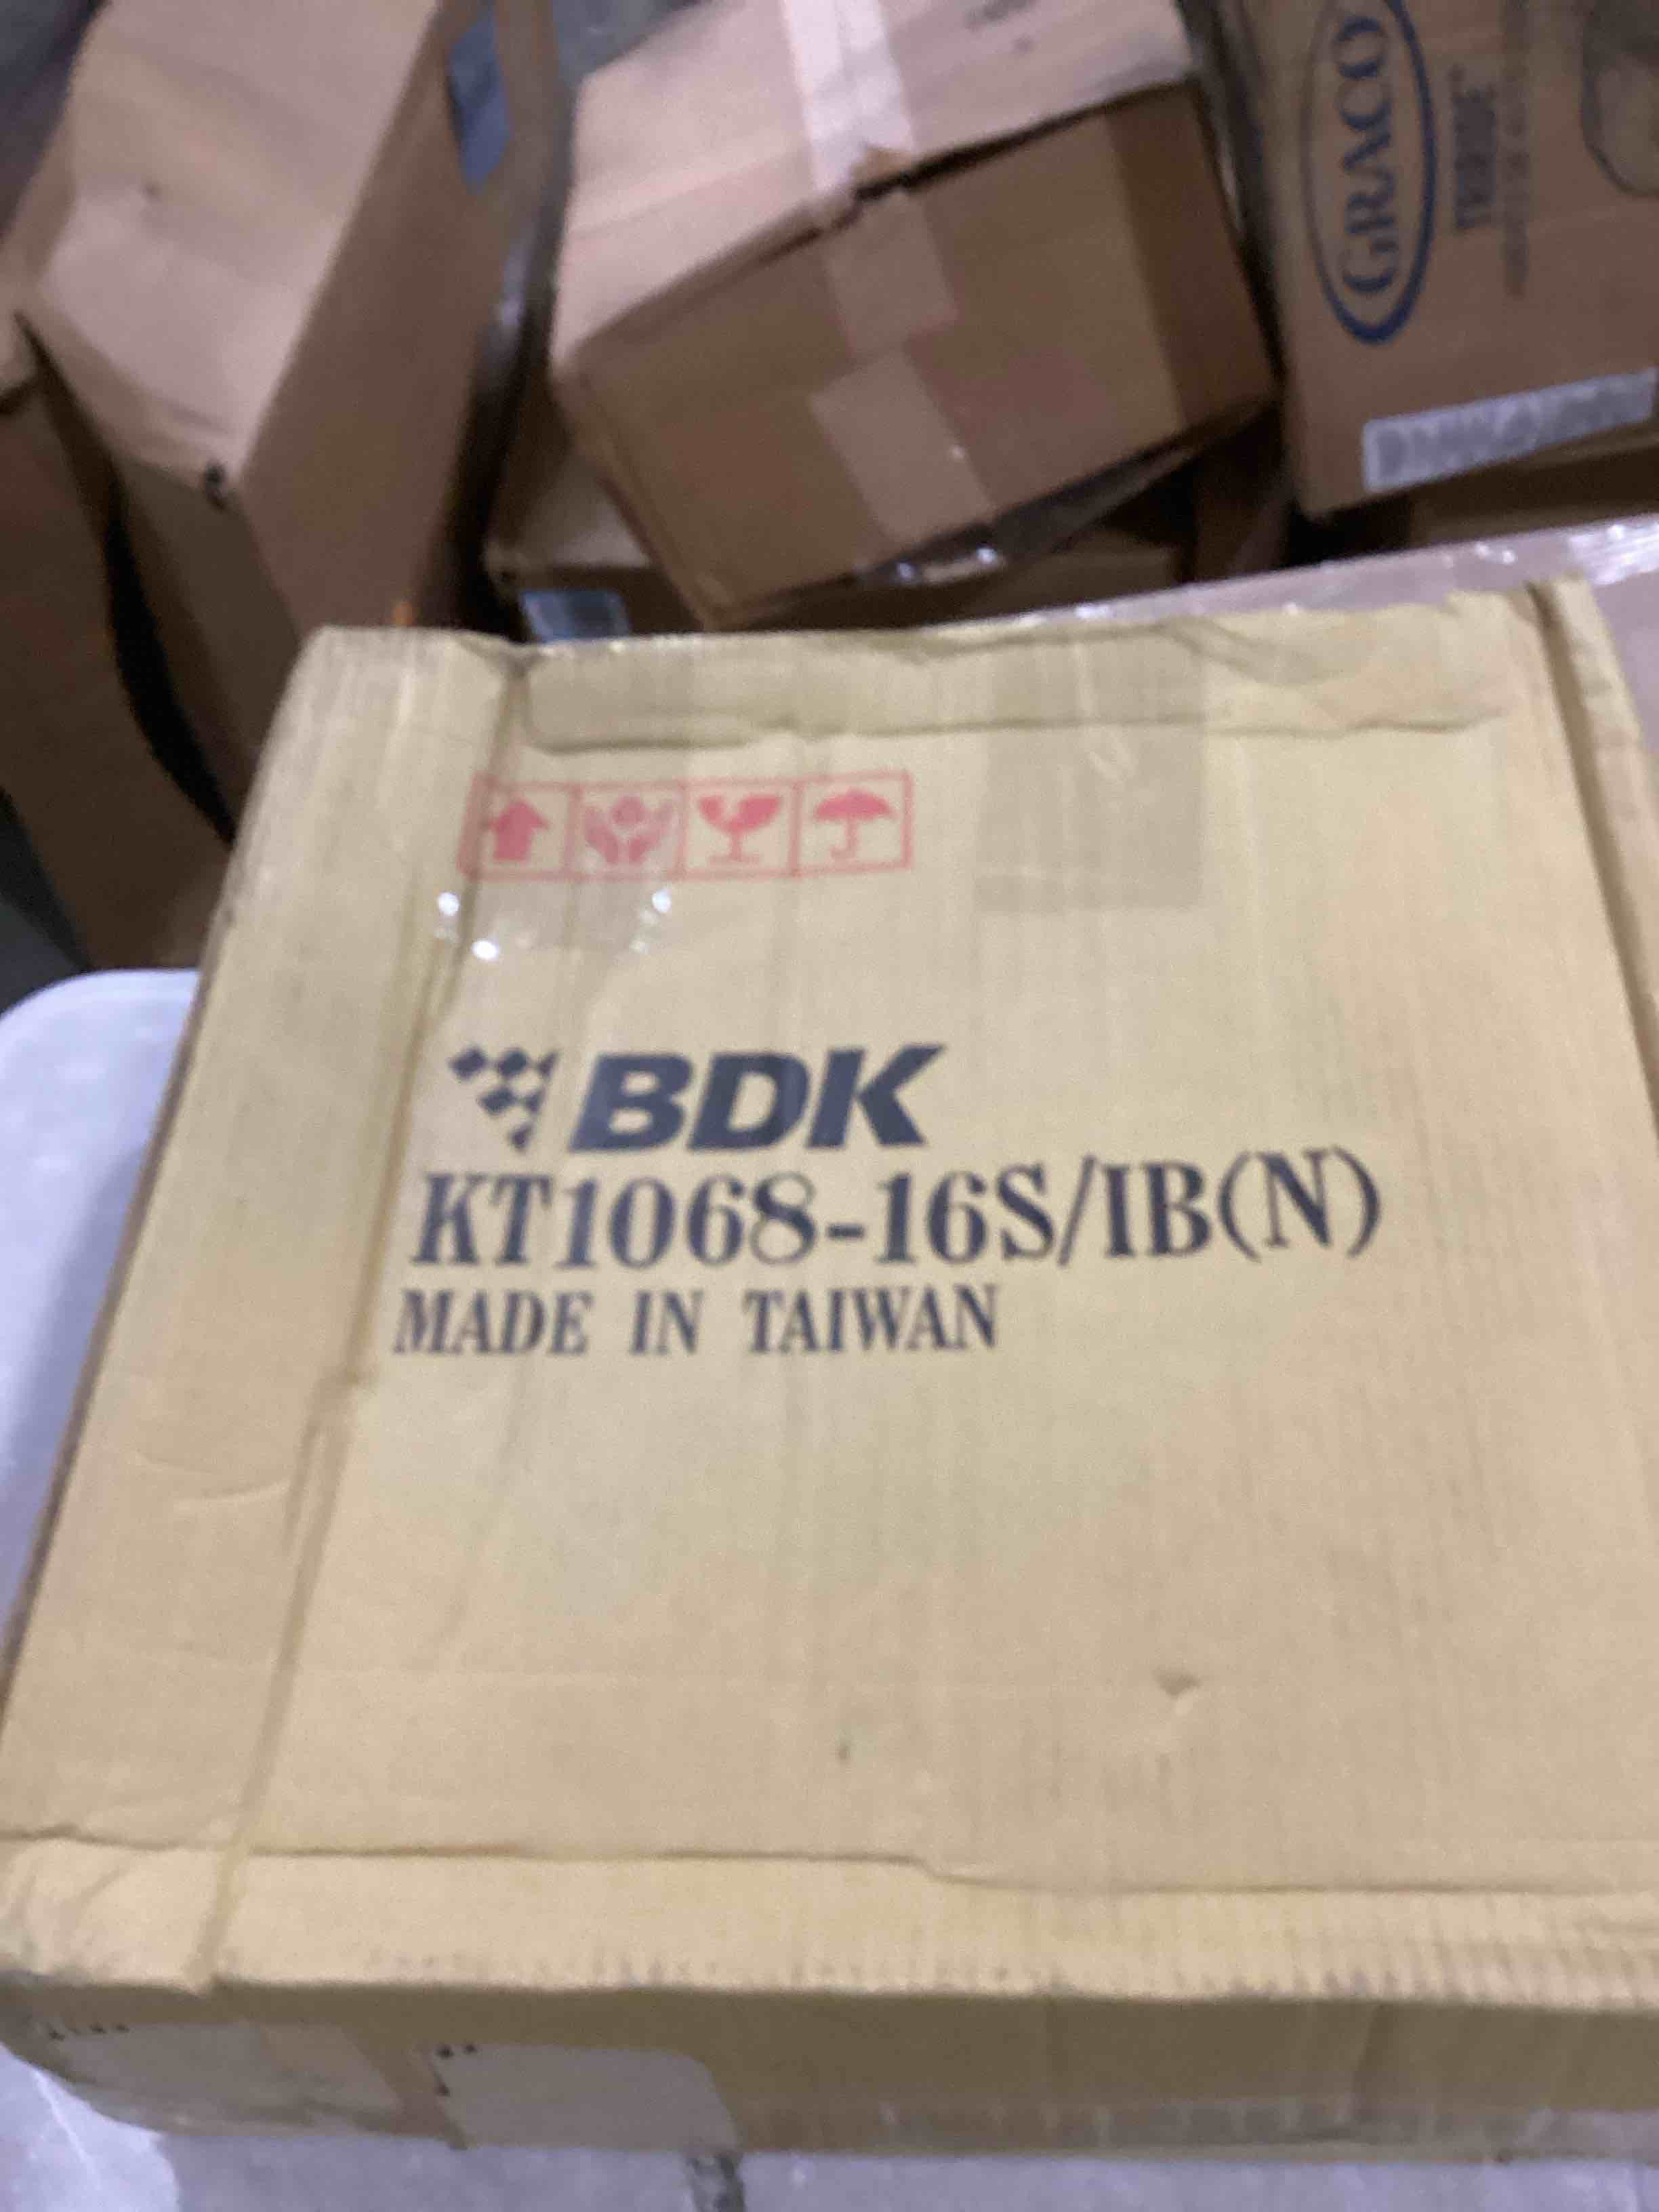 GRACO
BDK
KT1068-16S/IB(N)
MADE IN TAIWAN